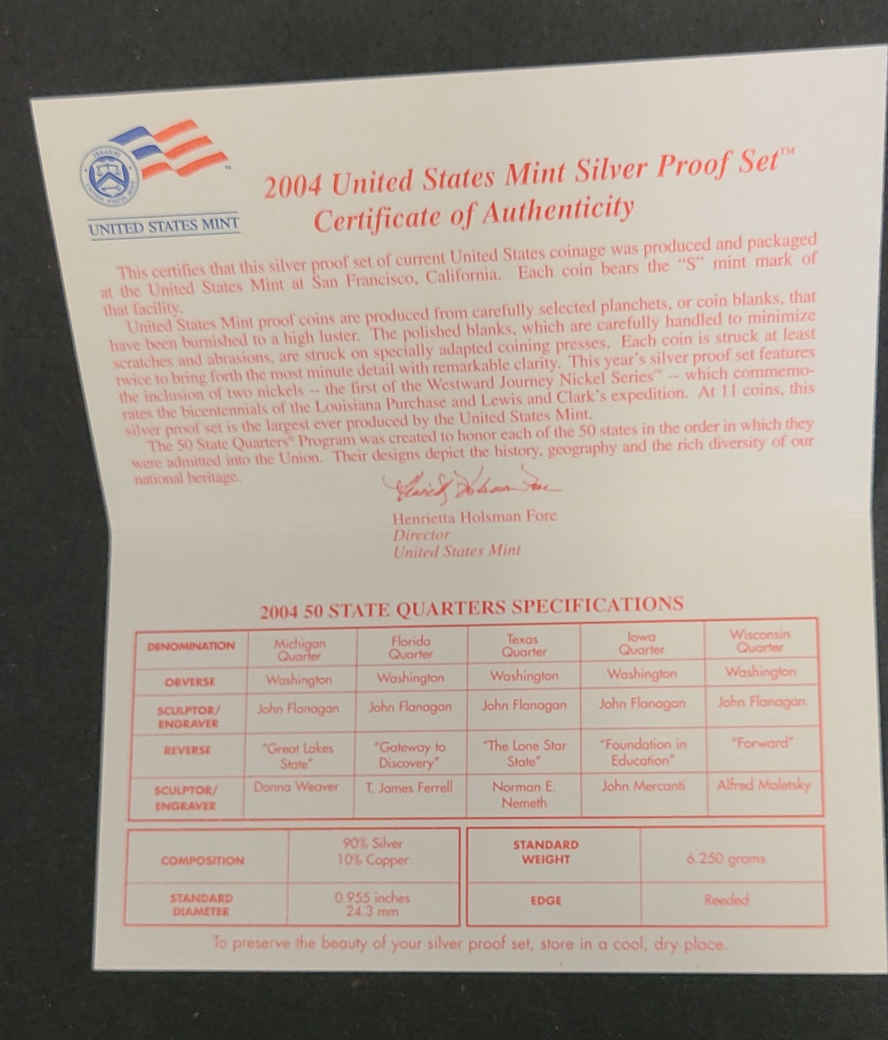 UNITED STATES MINT
2004 United States Mint Silver Proof Set™
Certificate of Authenticity
This certifies that this silver proof set of current United States coinage was produced and packaged
at the United States Mint at San Francisco, California. Each coin bears the “S” mint mark of
that facility.
United States Mint proof coins are produced from carefully selected planchets, or coin blanks, that
have been burnished to a high luster. The polished blanks, which are carefully handled to minimize
scratches and abrasions, are struck on specially adapted coining presses. Each coin is struck at least
twice to bring forth the most minute detail with remarkable clarity. This year's silver proof set features
the inclusion of two nickels -- the first of the Westward Journey Nickel Series™ -- which commemo-
rates the bicentennials of the Louisiana Purchase and Lewis and Clark's expedition. At 11 coins, this
silver proof set is the largest ever produced by the United States Mint.
The 50 State Quarters® Program was created to honor each of the 50 states in the order in which they
were admitted into the Union. Their designs depict the history, geography and the rich diversity of our
national heritage.
Henrietta Holsman Fore
Henrietta Holsman Fore
Director
United States Mint
2004 50 STATE QUARTERS SPECIFICATIONS
DENOMINATION Michigan Quarter Florida Quarter Texas Quarter Iowa Quarter Wisconsin Quarter
OBVERSE Washington Washington Washington Washington Washington
SCULPTOR/ ENGRAVER John Flanagan John Flanagan John Flanagan John Flanagan John Flanagan
REVERSE “Great Lakes State” “Gateway to Discovery” “The Lone Star State” “Foundation in Education” “Forward”
SCULPTOR/ ENGRAVER Donna Weaver T. James Ferrell Norman E. Nemeth John Mercanti Alfred Maletsky
COMPOSITION 90% Silver 10% Copper STANDARD WEIGHT 6.250 grams
STANDARD DIAMETER 0.955 inches 24.3 mm EDGE Reeded
To preserve the beauty of your silver proof set, store in a cool, dry place.